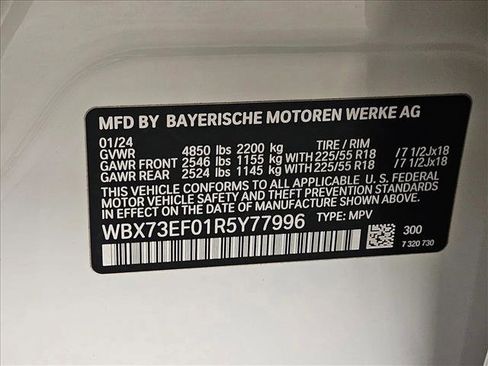 MFD BY BAYERISCHE MOTOREN WERKE AG
01/24
GVWR 4850 lbs 2200 kg TIRE / RIM
GAWR FRONT 2546 lbs 1155 kg WITH 225/55 R18 /7 1/2Jx18
GAWR REAR 2524 lbs 1145 kg WITH 225/55 R18 /7 1/2Jx18
THIS VEHICLE CONFORMS TO ALL APPLICABLE U. S. FEDERAL
MOTOR VEHICLE SAFETY AND THEFT PREVENTION STANDARDS
IN EFFECT ON THE DATE OF MANUFACTURE SHOWN ABOVE.
WBX73EF01R5Y77996 TYPE: MPV
300
7 320 730